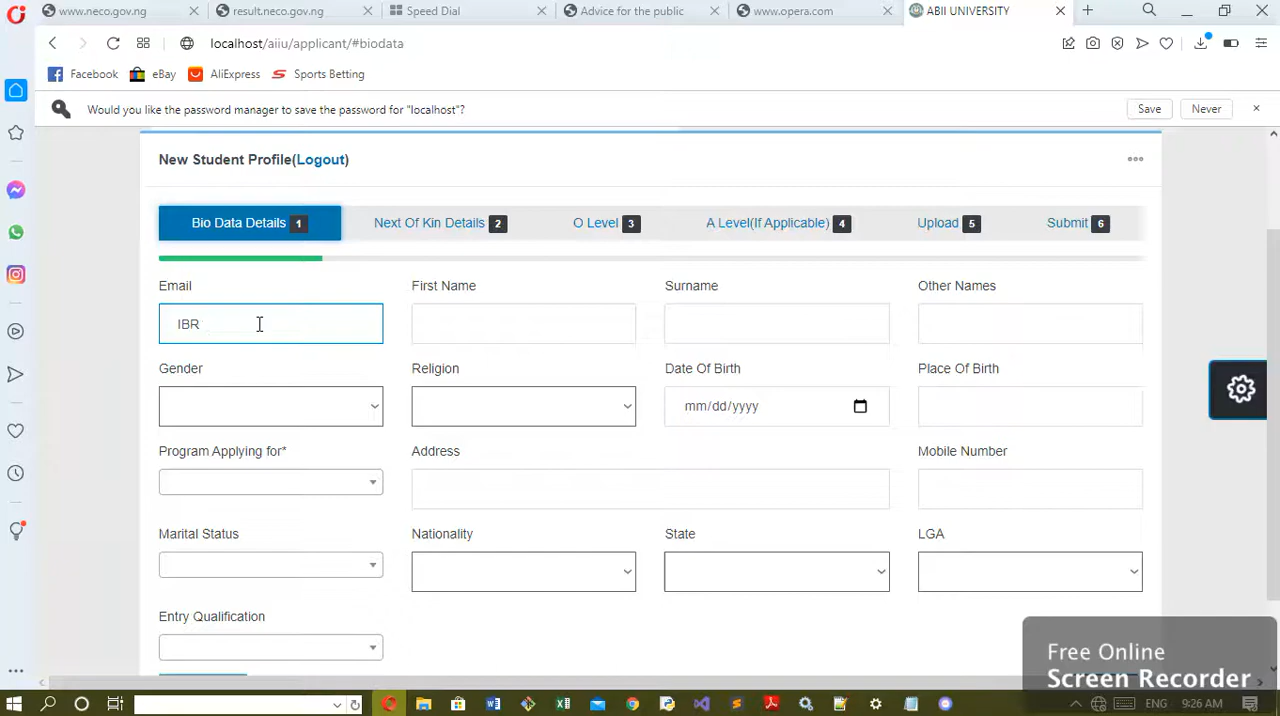 www.neco.gov.ng
result.neco.gov.ng
Speed Dial
Advice for the public
www.opera.com
ABII UNIVERSITY
localhost/aiiu/applicant/#biodata
Facebook
eBay
AliExpress
Sports Betting
Would you like the password manager to save the password for "localhost"?
Save
Never
New Student Profile(Logout)
Bio Data Details 1
Next Of Kin Details 2
O Level 3
A Level(If Applicable) 4
Upload 5
Submit 6
Email
First Name
Surname
Other Names
IBR
Gender
Religion
Date Of Birth
Place Of Birth
mm/dd/yyyy
Program Applying for*
Address
Mobile Number
Marital Status
Nationality
State
LGA
Entry Qualification
Free Online
Screen Recorder
ENG
9:26 AM